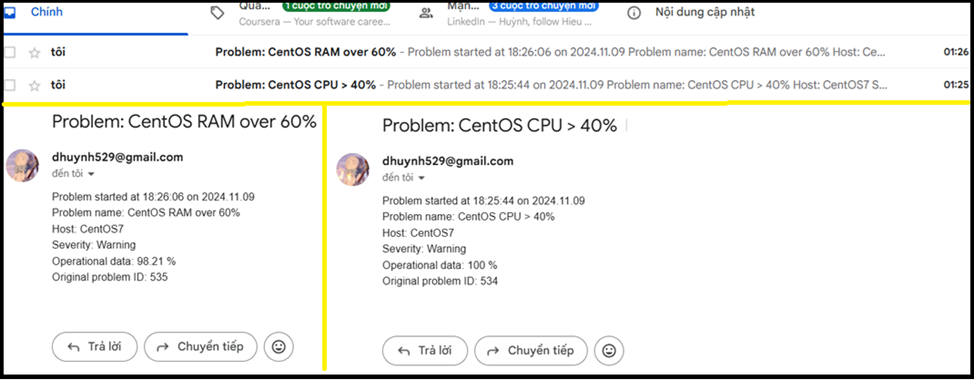 Chính
Quả...
1 cuộc trò chuyện mới
Coursera — Your software caree...
Mạn...
3 cuộc trò chuyện mới
LinkedIn — Huỳnh, follow Hieu ...
Nội dung cập nhật
tôi Problem: CentOS RAM over 60% - Problem started at 18:26:06 on 2024.11.09 Problem name: CentOS RAM over 60% Host: Ce... 01:26
tôi Problem: CentOS CPU > 40% - Problem started at 18:25:44 on 2024.11.09 Problem name: CentOS CPU > 40% Host: CentOS7 S... 01:25
Problem: CentOS RAM over 60%
dhuynh529@gmail.com
đến tôi
Problem started at 18:26:06 on 2024.11.09
Problem name: CentOS RAM over 60%
Host: CentOS7
Severity: Warning
Operational data: 98.21 %
Original problem ID: 535
Trả lời
Chuyển tiếp
Problem: CentOS CPU > 40%
dhuynh529@gmail.com
đến tôi
Problem started at 18:25:44 on 2024.11.09
Problem name: CentOS CPU > 40%
Host: CentOS7
Severity: Warning
Operational data: 100 %
Original problem ID: 534
Trả lời
Chuyển tiếp